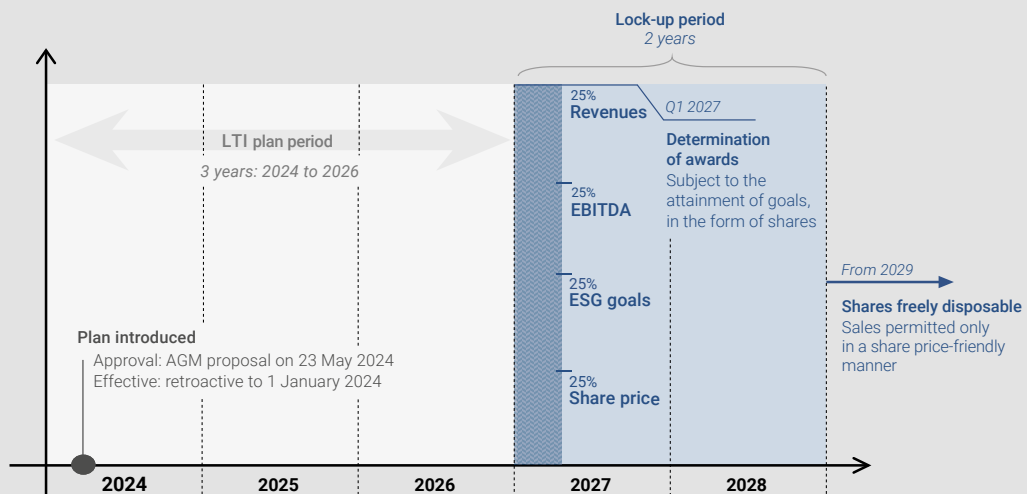 Lock-up period
2 years
LTI plan period
3 years: 2024 to 2026
25%
Revenues
25%
EBITDA
25%
ESG goals
25%
Share price
Q1 2027
Determination
of awards
Subject to the
attainment of goals,
in the form of shares
From 2029
Shares freely disposable
Sales permitted only
in a share price-friendly
manner
Plan introduced
Approval: AGM proposal on 23 May 2024
Effective: retroactive to 1 January 2024
2024
2025
2026
2027
2028